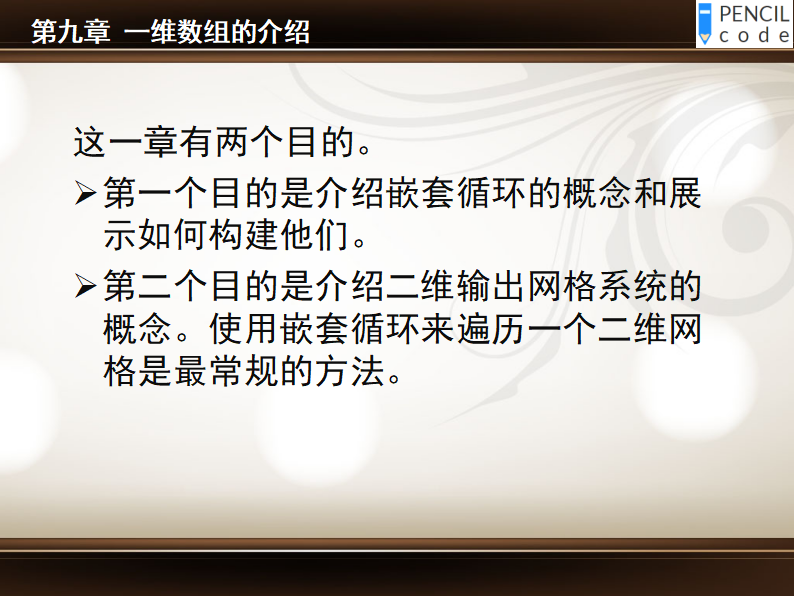 第九章 一维数组的介绍
PENCIL
code
这一章有两个目的。
➢第一个目的是介绍嵌套循环的概念和展
示如何构建他们。
➢第二个目的是介绍二维输出网格系统的
概念。使用嵌套循环来遍历一个二维网
格是最常规的方法。